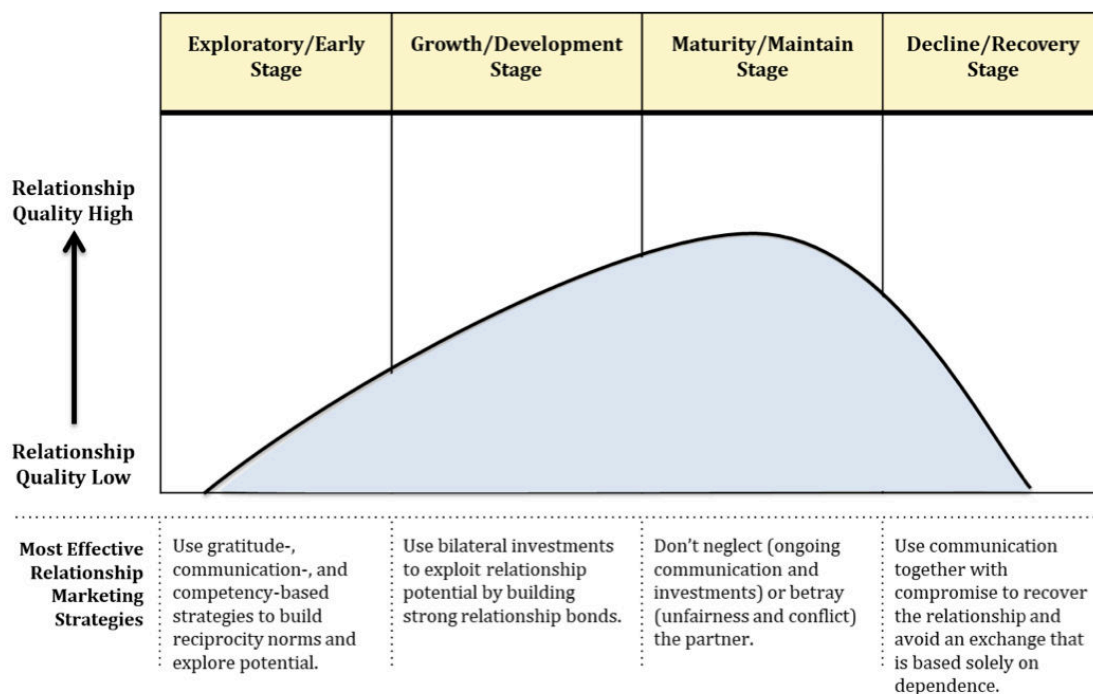 Exploratory/Early
Stage
Growth/Development
Stage
Maturity/Maintain
Stage
Decline/Recovery
Stage
Relationship
Quality High
Relationship
Quality Low
Most Effective
Relationship
Marketing
Strategies
Use gratitude-,
communication-, and
competency-based
strategies to build
reciprocity norms and
explore potential.
Use bilateral investments
to exploit relationship
potential by building
strong relationship bonds.
Don’t neglect (ongoing
communication and
investments) or betray
(unfairness and conflict)
the partner.
Use communication
together with
compromise to recover
the relationship and
avoid an exchange that
is based solely on
dependence.